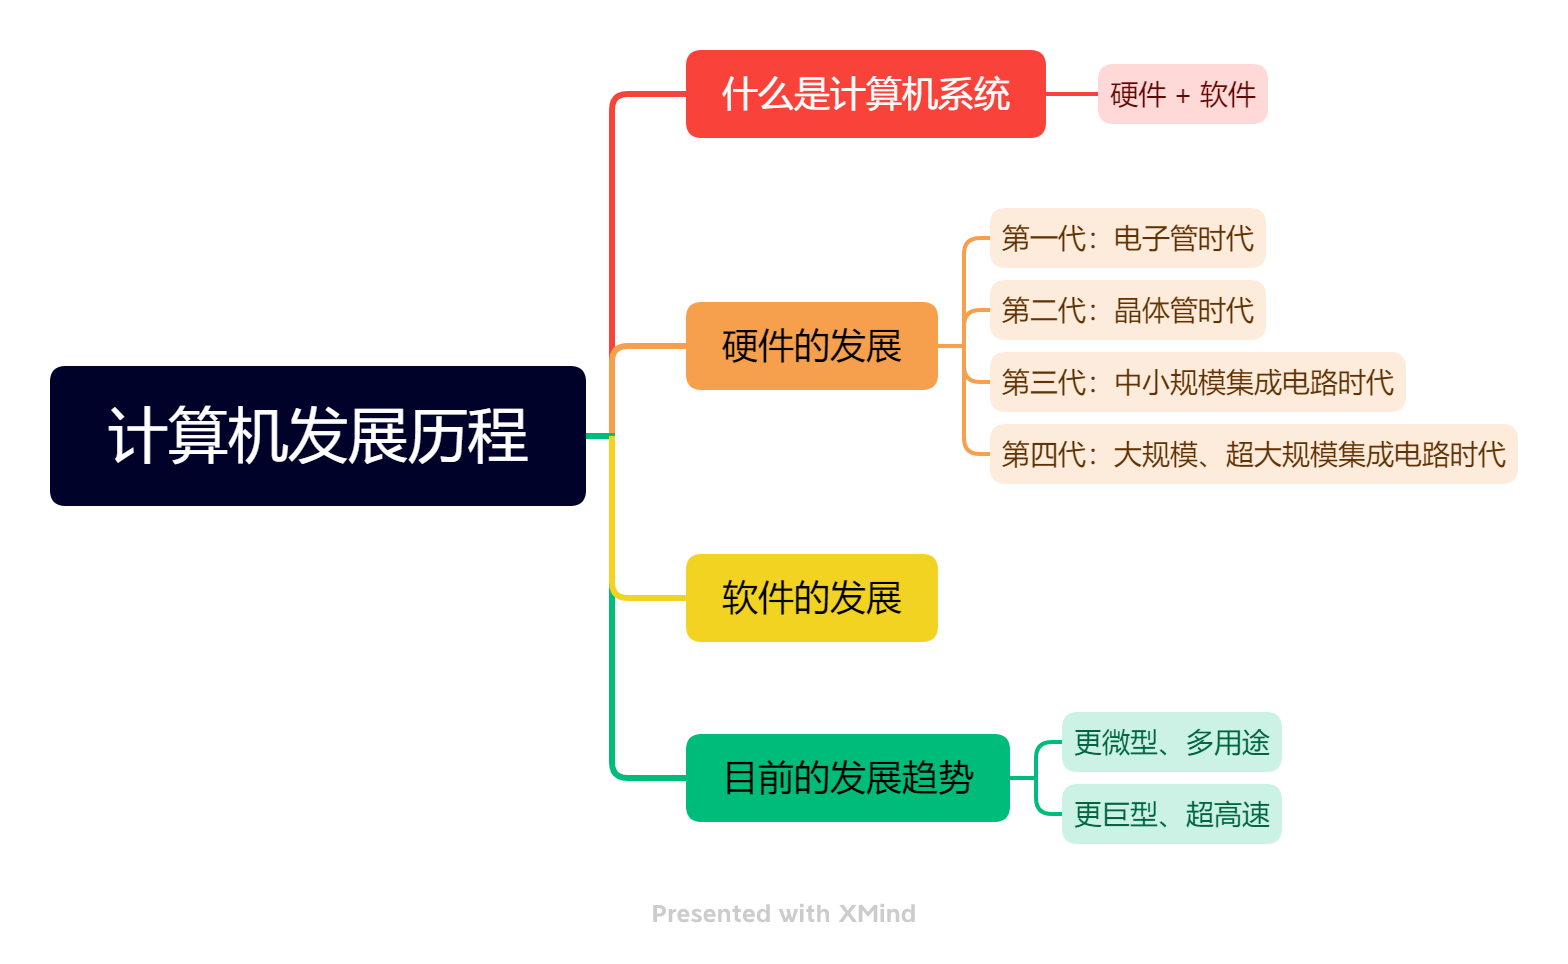 什么是计算机系统
硬件 + 软件
计算机发展历程
硬件的发展
第一代：电子管时代
第二代：晶体管时代
第三代：中小规模集成电路时代
第四代：大规模、超大规模集成电路时代
软件的发展
目前的发展趋势
更微型、多用途
更巨型、超高速
Presented with XMind